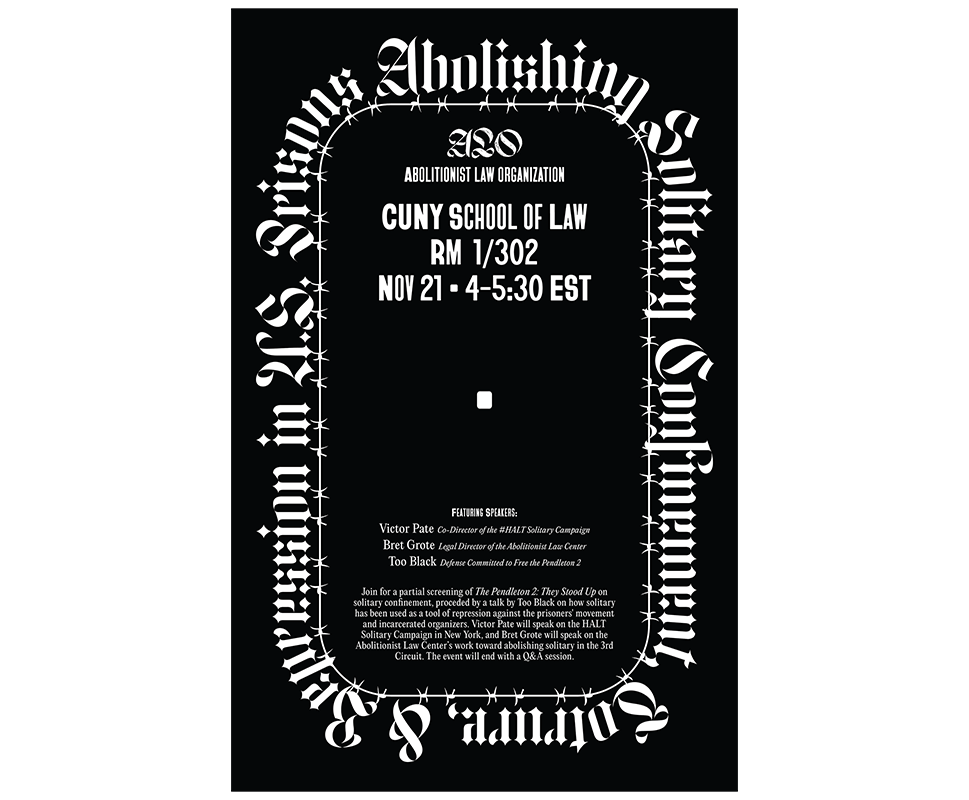 Abolishing Solitary Confinement, Totrure, & Repression in U.S. Prisons
ALO
ABOLITIONIST LAW ORGANIZATION
CUNY SCHOOL OF LAW
RM 1/302
NOV 21 ▪ 4-5:30 EST
FEATURING SPEAKERS:
Victor Pate Co-Director of the #HALT Solitary Campaign
Bret Grote Legal Director of the Abolitionist Law Center
Too Black Defense Committed to Free the Pendleton 2
Join for a partial screening of The Pendleton 2: They Stood Up on
solitary confinement, proceded by a talk by Too Black on how solitary
has been used as a tool of repression against the prisoners' movement
and incarcerated organizers. Victor Pate will speak on the HALT
Solitary Campaign in New York, and Bret Grote will speak on the
Abolitionist Law Center's work toward abolishing solitary in the 3rd
Circuit. The event will end with a Q&A session.